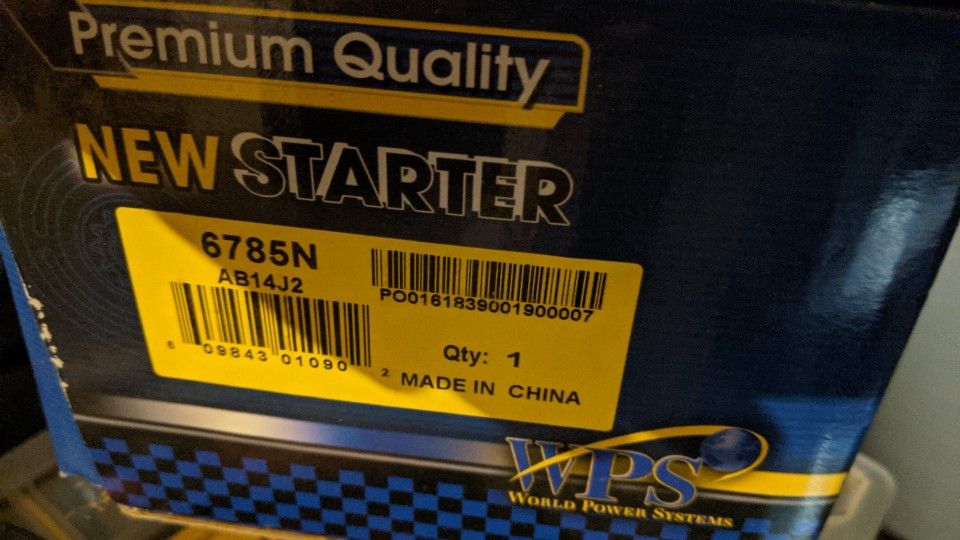 Premium Quality
NEW STARTER
6785N
AB14J2
PO0161839001900007
6 09843 01090 2
Qty: 1
MADE IN CHINA
WPS
WORLD POWER SYSTEMS